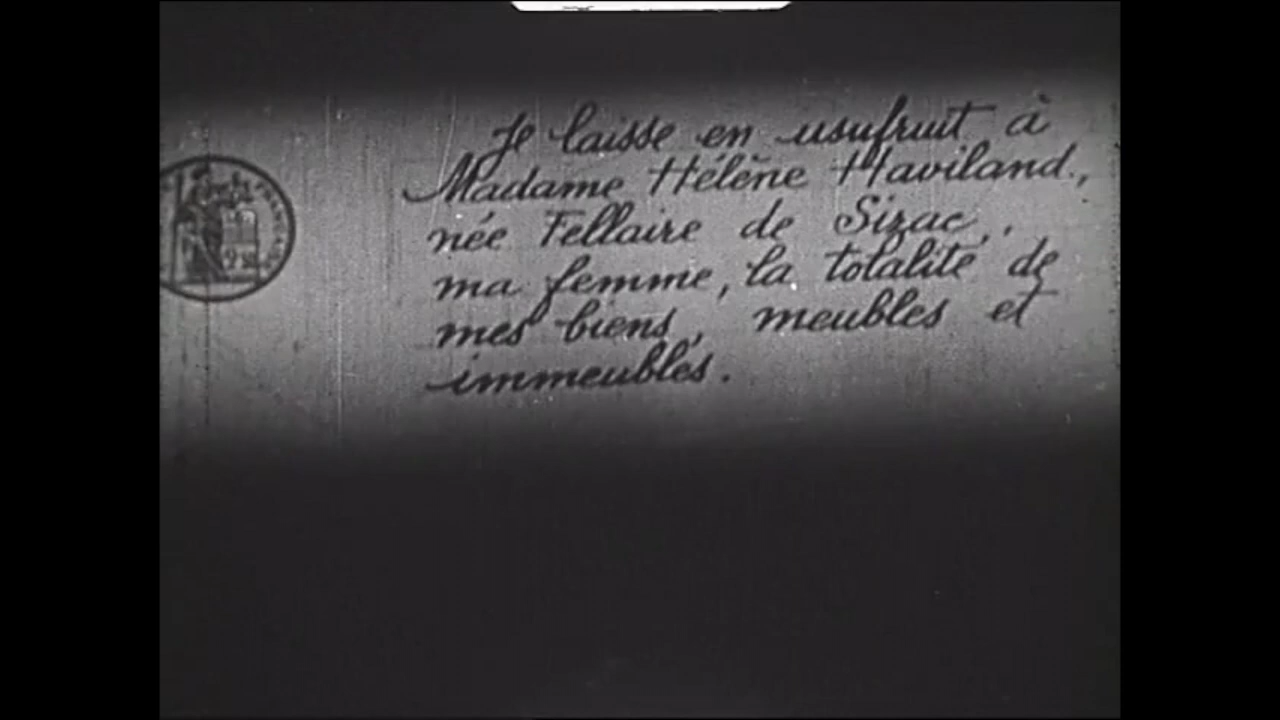 Je laisse en usufruit à
Madame Hélène Haviland,
née Fellaire de Sizac,
ma femme, la totalité de
mes biens, meubles et
immeubles.